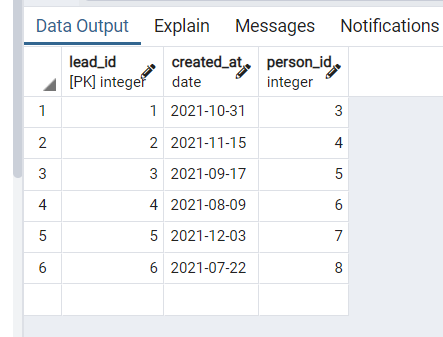 Data Output Explain Messages Notifications
lead_id created_at person_id
[PK] integer date integer
1 1 2021-10-31 3
2 2 2021-11-15 4
3 3 2021-09-17 5
4 4 2021-08-09 6
5 5 2021-12-03 7
6 6 2021-07-22 8